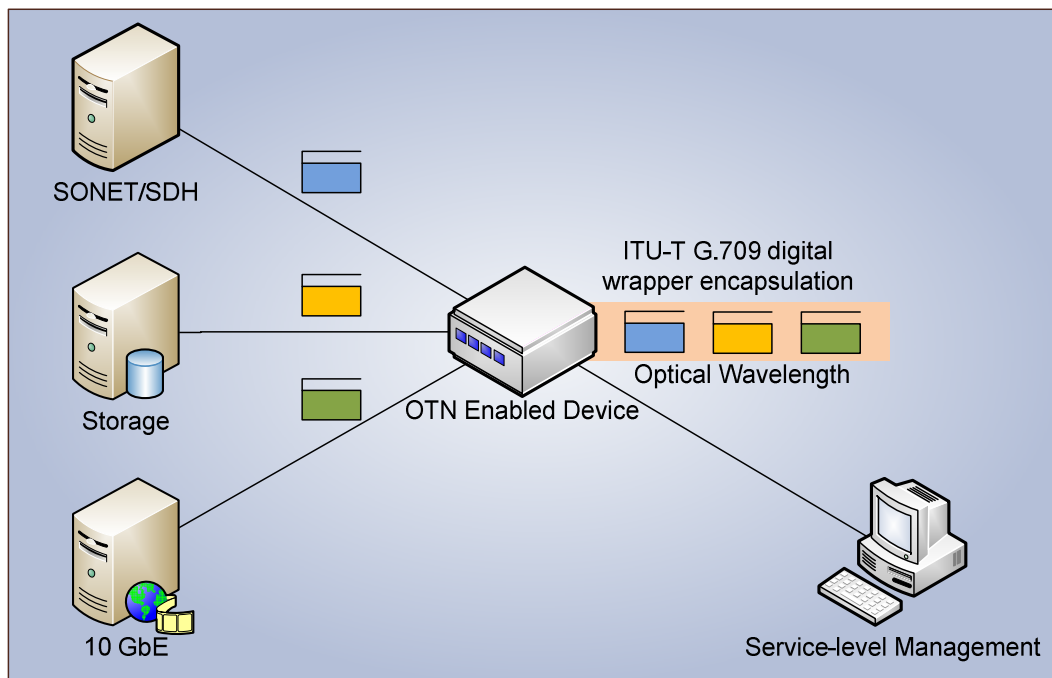 SONET/SDH
ITU-T G.709 digital
wrapper encapsulation
Optical Wavelength
OTN Enabled Device
Storage
10 GbE
Service-level Management